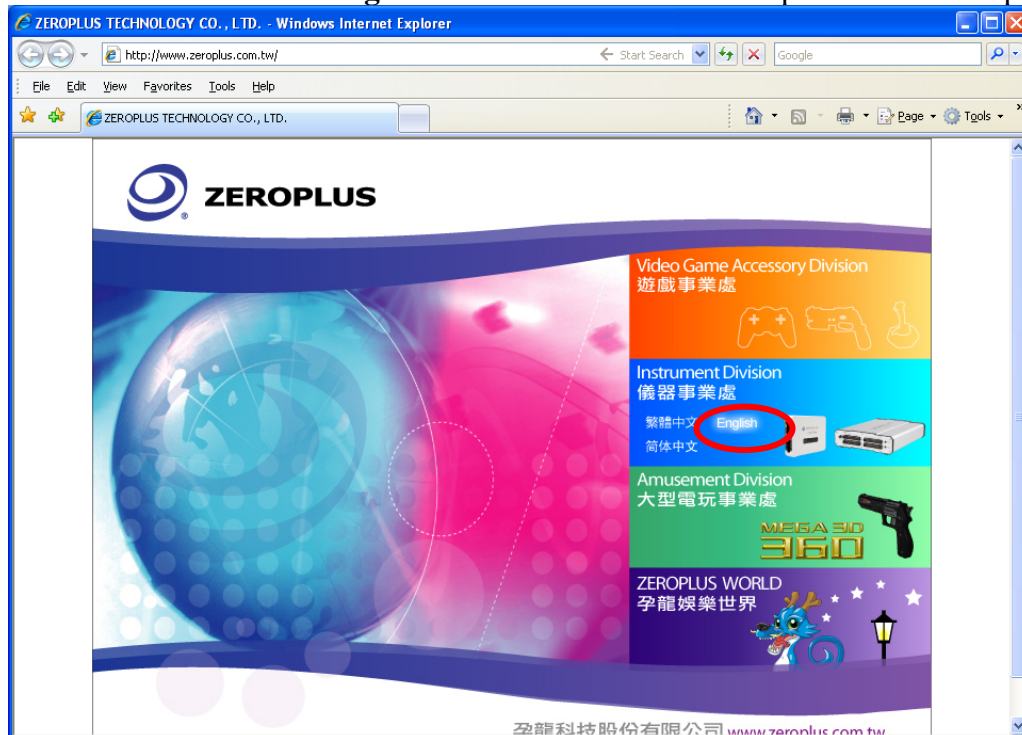 ZEROPLUS TECHNOLOGY CO., LTD. - Windows Internet Explorer
http://www.zeroplus.com.tw/
Start Search
Google
File Edit View Favorites Tools Help
ZEROPLUS TECHNOLOGY CO., LTD.
Page Tools
ZEROPLUS
Video Game Accessory Division
遊戲事業處
Instrument Division
儀器事業處
繁體中文 English
简体中文
Amusement Division
大型電玩事業處
MEGA 3D
360
ZEROPLUS WORLD
孕龍娛樂世界
孕龍科技股份有限公司 www.zeroplus.com.tw